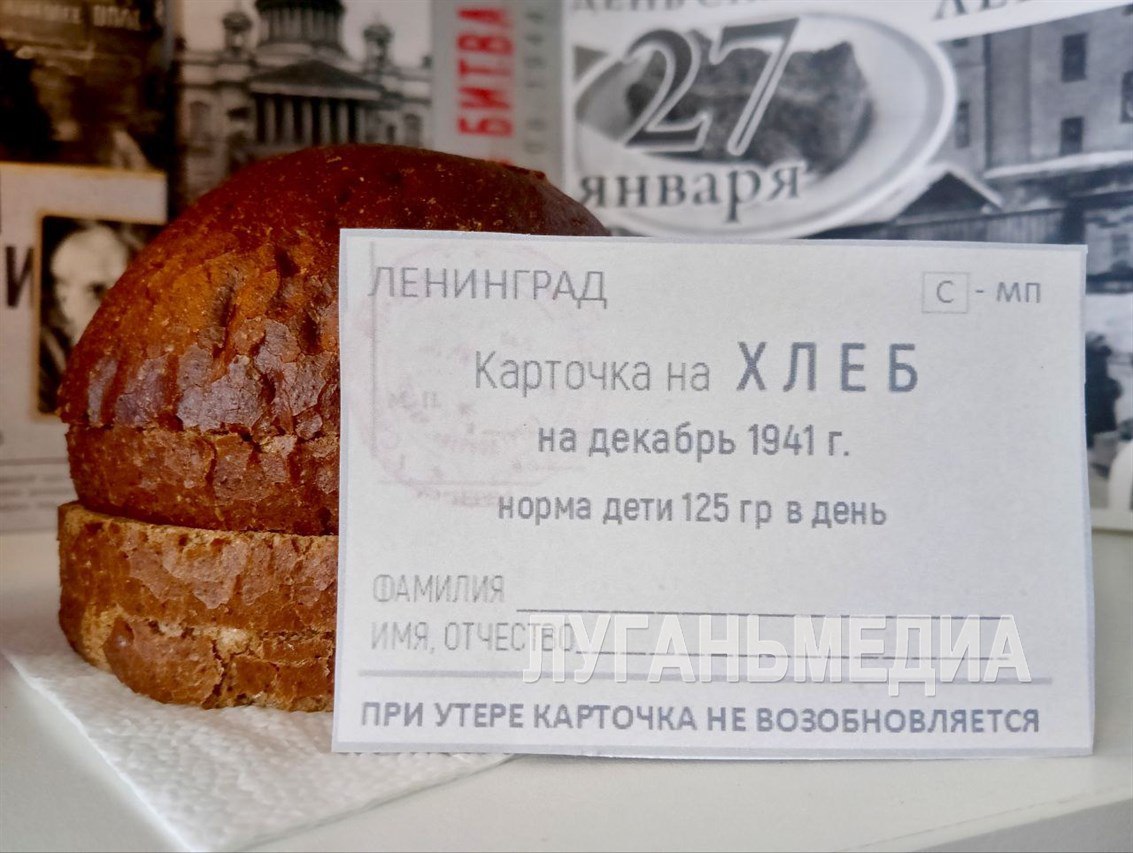 БИТВА
27
января
ЛЕНИНГРАД
С - МП
Карточка на ХЛЕБ
на декабрь 1941 г.
норма дети 125 гр в день
ФАМИЛИЯ
ИМЯ, ОТЧЕСТВО
ЛУГАНЬМЕДИА
ПРИ УТЕРЕ КАРТОЧКА НЕ ВОЗОБНОВЛЯЕТСЯ